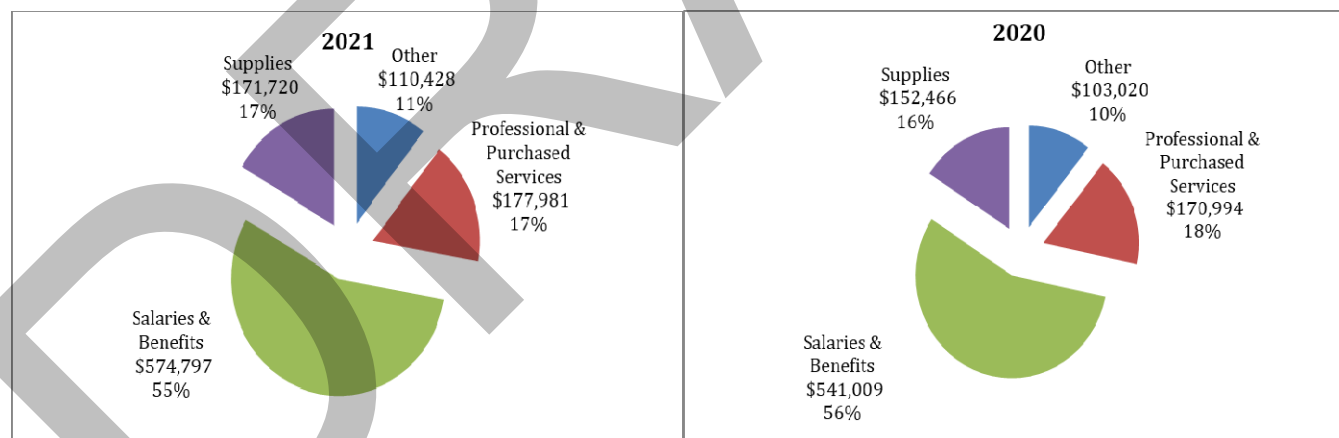 2021
Supplies
$171,720
17%
Other
$110,428
11%
Professional &
Purchased
Services
$177,981
17%
Salaries &
Benefits
$574,797
55%
2020
Supplies
$152,466
16%
Other
$103,020
10%
Professional &
Purchased
Services
$170,994
18%
Salaries &
Benefits
$541,009
56%